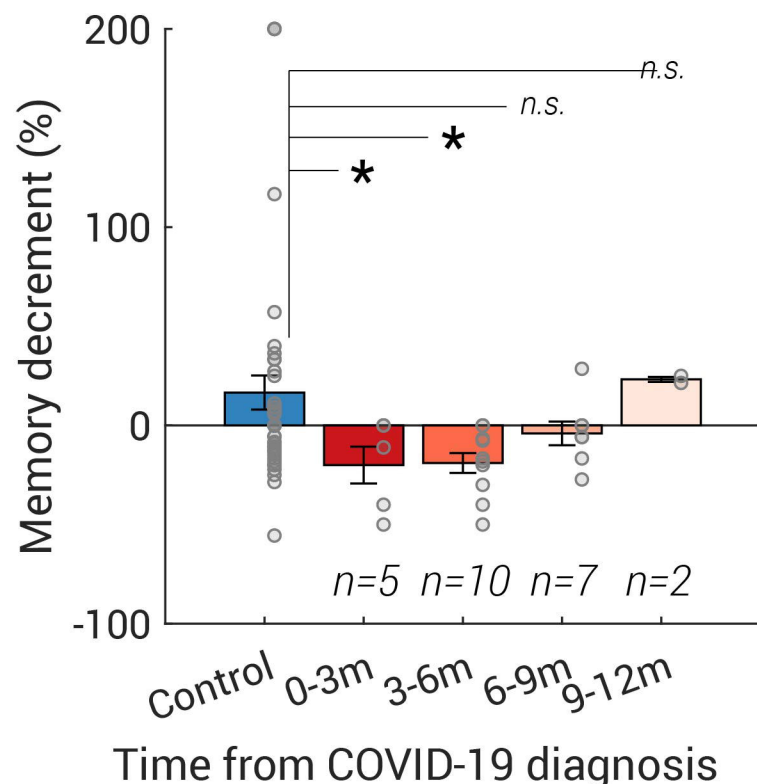 200
n.s.
n.s.
*
*
100
Memory decrement (%)
0
n=5 n=10 n=7 n=2
-100
Control 0-3m 3-6m 6-9m 9-12m
Time from COVID-19 diagnosis